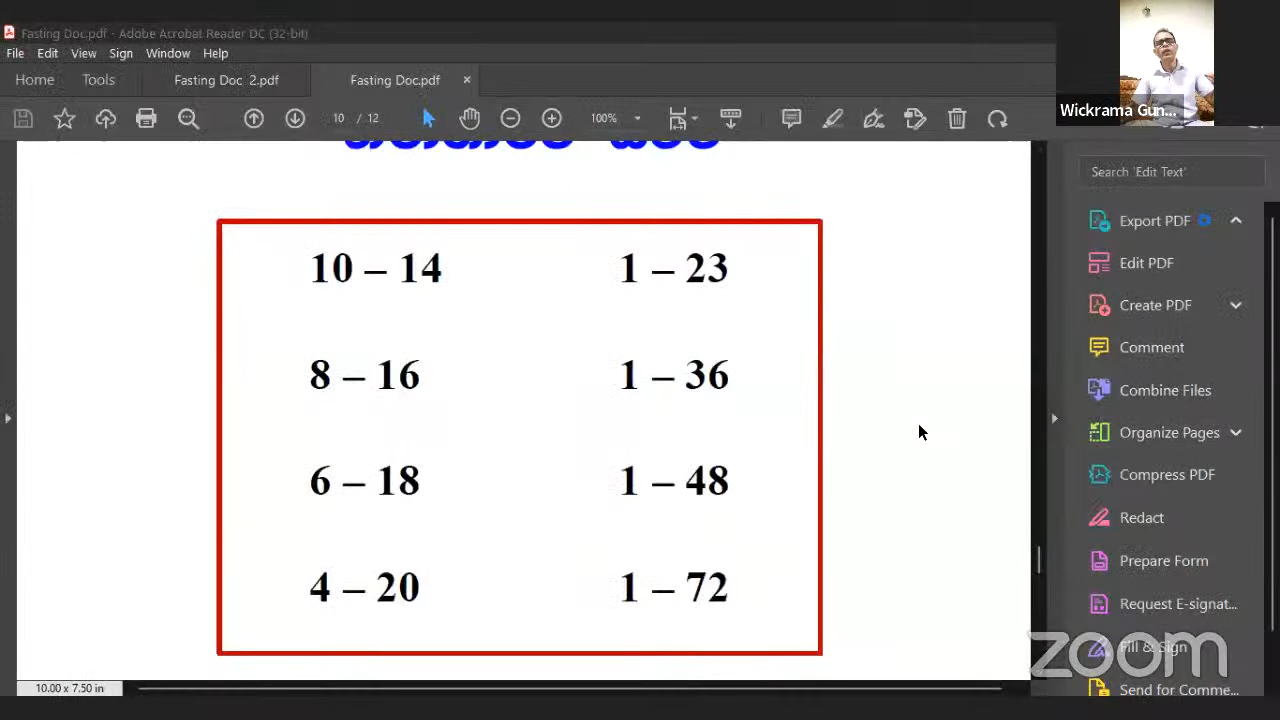 Fasting Doc.pdf - Adobe Acrobat Reader DC (32-bit)
File Edit View Sign Window Help
Home Tools Fasting Doc 2.pdf Fasting Doc.pdf ×
10 / 12 100%
Wickrama Gun...
10 – 14 1 – 23
8 – 16 1 – 36
6 – 18 1 – 48
4 – 20 1 – 72
10.00 x 7.50 in
Search 'Edit Text'
Export PDF
Edit PDF
Create PDF
Comment
Combine Files
Organize Pages
Compress PDF
Redact
Prepare Form
Request E-signat...
Fill & Sign
Send for Comme...
zoom